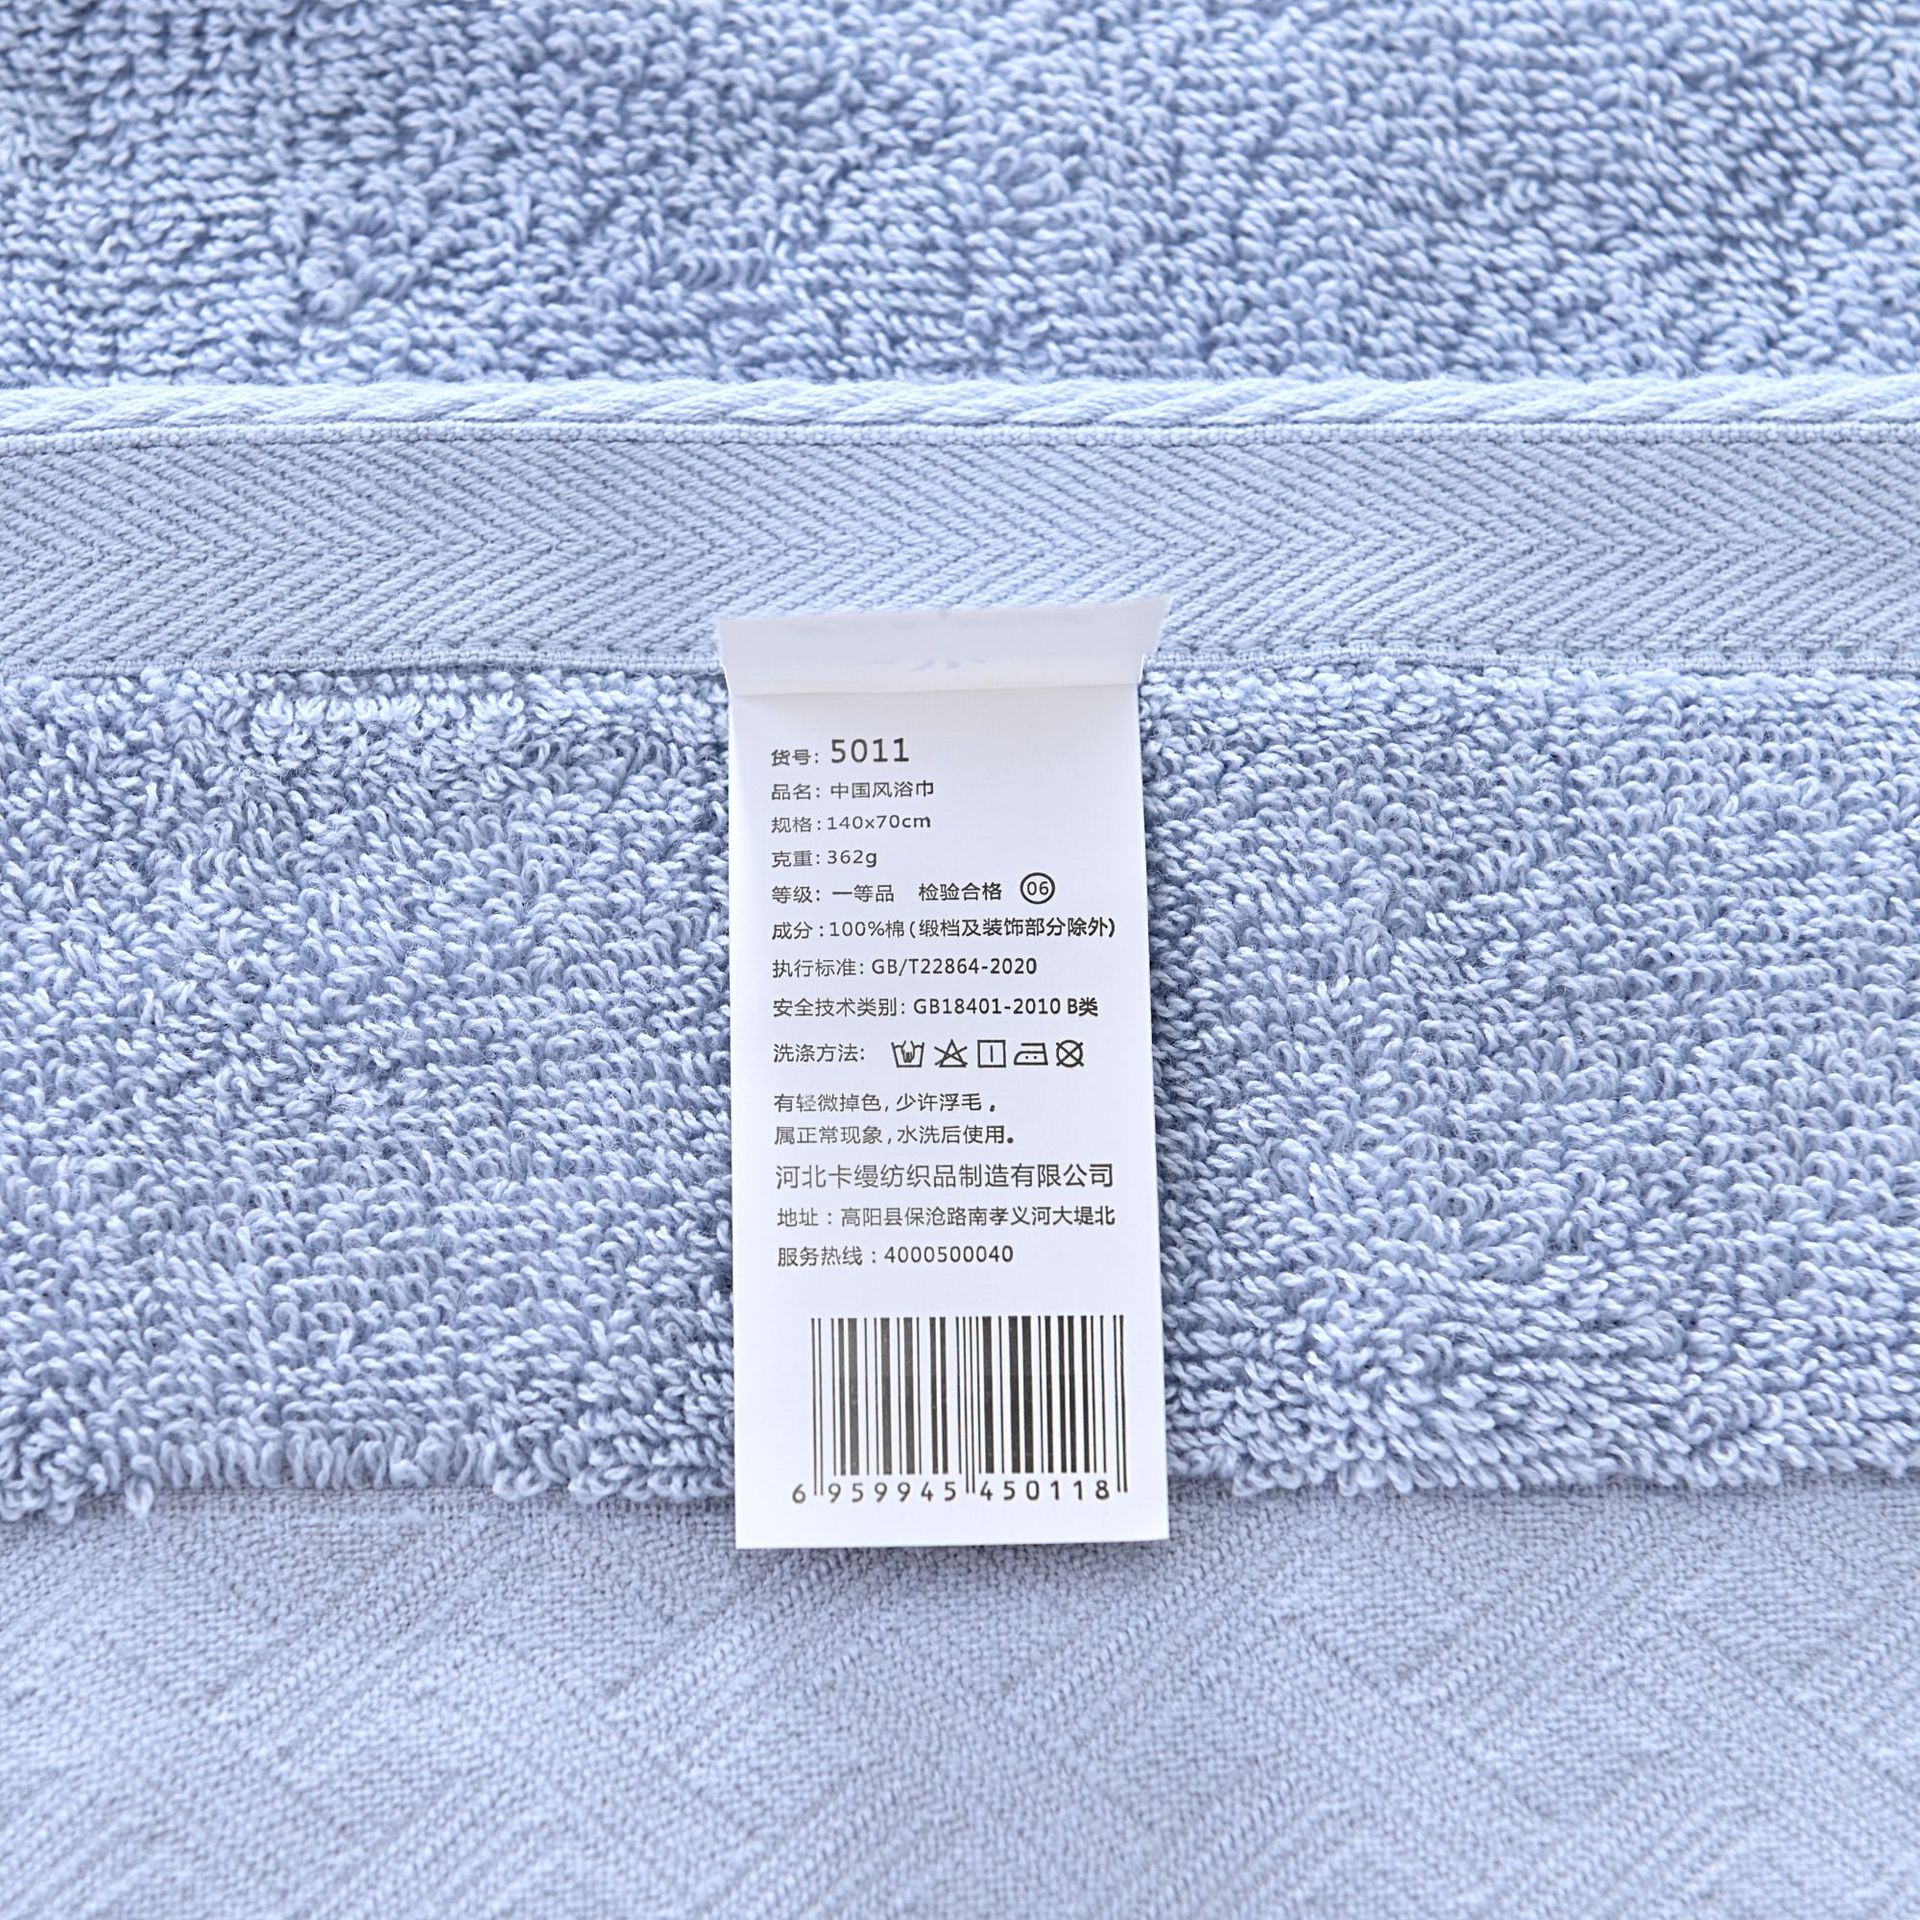 货号: 5011
品名: 中国风浴巾
规格: 140x70cm
克重: 362g
等级: 一等品 检验合格 06
成分: 100%棉(缎档及装饰部分除外)
执行标准: GB/T22864-2020
安全技术类别: GB18401-2010 B类
洗涤方法:
有轻微掉色,少许浮毛,
属正常现象,水洗后使用。
河北卡缦纺织品制造有限公司
地址:高阳县保沧路南孝义河大堤北
服务热线:4000500040
6 959945 450118